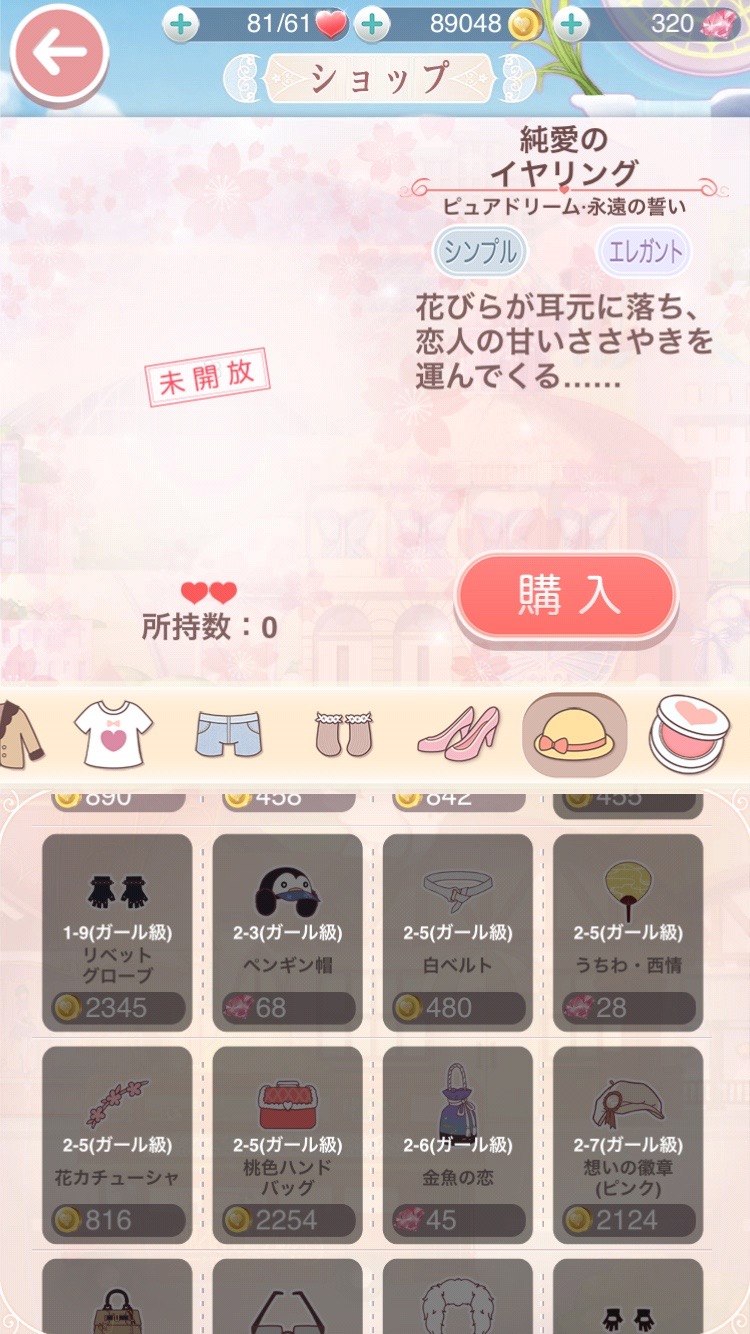 81/61
89048
320
ショップ
純愛の
イヤリング
ピュアドリーム·永遠の誓い
シンプル
エレガント
花びらが耳元に落ち、
恋人の甘いささやきを
運んでくる......
未開放
所持数：0
購入
890
458
842
455
1-9(ガール級)
リベット
グローブ
2345
2-3(ガール級)
ペンギン帽
68
2-5(ガール級)
白ベルト
480
2-5(ガール級)
うちわ・西情
28
2-5(ガール級)
花カチューシャ
816
2-5(ガール級)
桃色ハンド
バッグ
2254
2-6(ガール級)
金魚の恋
45
2-7(ガール級)
想いの徽章
(ピンク)
2124